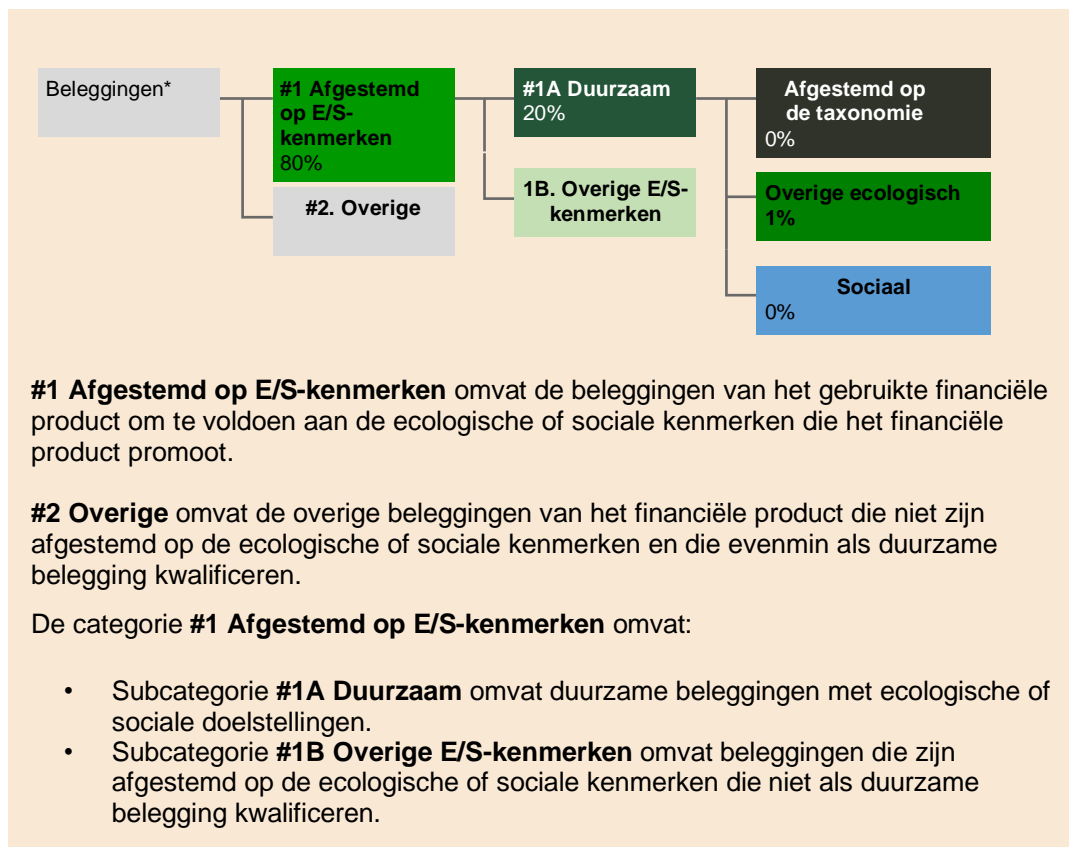 Beleggingen*
#1 Afgestemd
op E/S-
kenmerken
80%
#2. Overige
#1A Duurzaam
20%
1B. Overige E/S-
kenmerken
Afgestemd op
de taxonomie
0%
Overige ecologisch
1%
Sociaal
0%
#1 Afgestemd op E/S-kenmerken omvat de beleggingen van het gebruikte financiële
product om te voldoen aan de ecologische of sociale kenmerken die het financiële
product promoot.
#2 Overige omvat de overige beleggingen van het financiële product die niet zijn
afgestemd op de ecologische of sociale kenmerken en die evenmin als duurzame
belegging kwalificeren.
De categorie #1 Afgestemd op E/S-kenmerken omvat:
• Subcategorie #1A Duurzaam omvat duurzame beleggingen met ecologische of
sociale doelstellingen.
• Subcategorie #1B Overige E/S-kenmerken omvat beleggingen die zijn
afgestemd op de ecologische of sociale kenmerken die niet als duurzame
belegging kwalificeren.